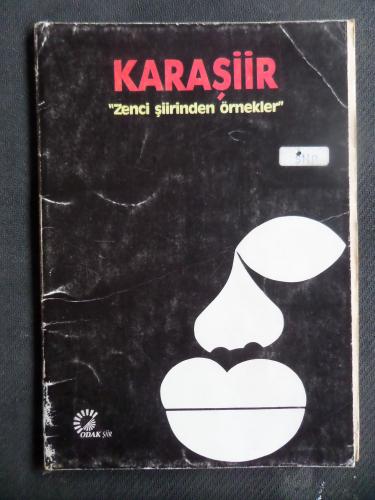 KARAŞİİR
"Zenci şiirinden örnekler"
ODAK ŞİİR